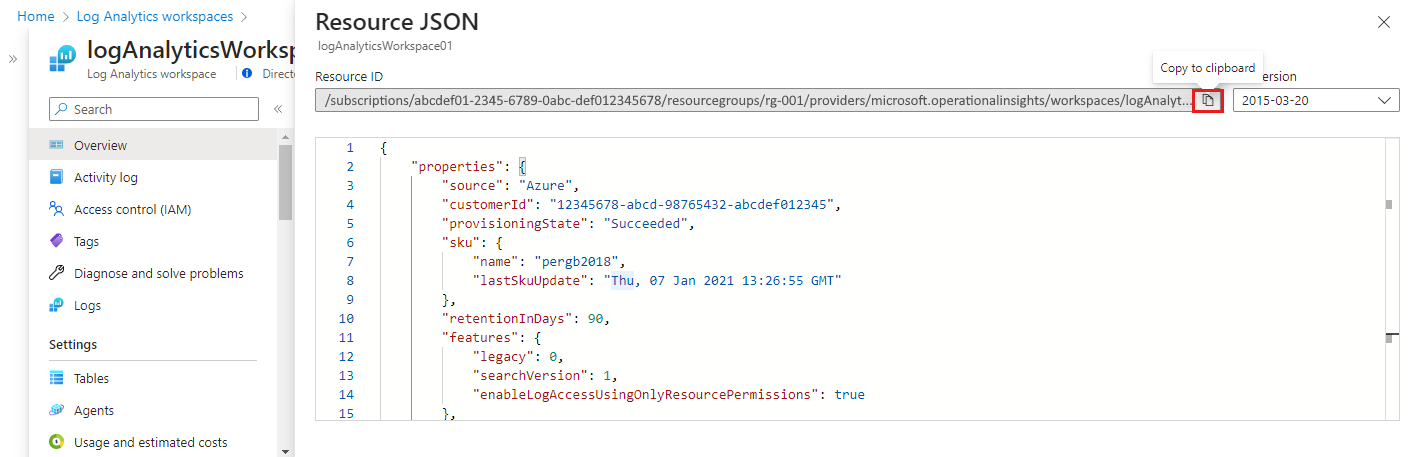 Home > Log Analytics workspaces >
logAnalyticsWorksp
Log Analytics workspace
Direct
Search
Overview
Activity log
Access control (IAM)
Tags
Diagnose and solve problems
Logs
Settings
Tables
Agents
Usage and estimated costs
Resource JSON
logAnalyticsWorkspace01
Resource ID
Copy to clipboard
ersion
/subscriptions/abcdef01-2345-6789-0abc-def012345678/resourcegroups/rg-001/providers/microsoft.operationalinsights/workspaces/logAnalyt...
2015-03-20
1 {
2 "properties": {
3 "source": "Azure",
4 "customerId": "12345678-abcd-98765432-abcdef012345",
5 "provisioningState": "Succeeded",
6 "sku": {
7 "name": "pergb2018",
8 "lastSkuUpdate": "Thu, 07 Jan 2021 13:26:55 GMT"
9 },
10 "retentionInDays": 90,
11 "features": {
12 "legacy": 0,
13 "searchVersion": 1,
14 "enableLogAccessUsingOnlyResourcePermissions": true
15 },